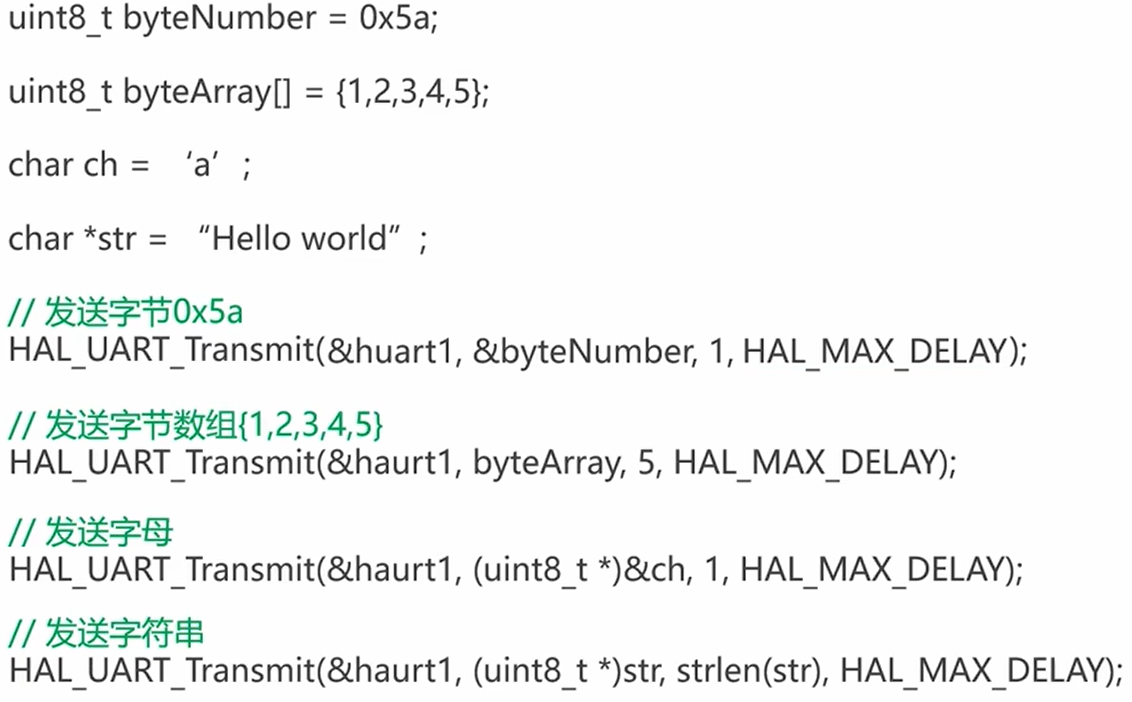 uint8_t byteNumber = 0x5a;
uint8_t byteArray[] = {1,2,3,4,5};
char ch = ‘a’ ;
char *str = “Hello world” ;
// 发送字节0x5a
HAL_UART_Transmit(&huart1, &byteNumber, 1, HAL_MAX_DELAY);
// 发送字节数组{1,2,3,4,5}
HAL_UART_Transmit(&haurt1, byteArray, 5, HAL_MAX_DELAY);
// 发送字母
HAL_UART_Transmit(&haurt1, (uint8_t *)&ch, 1, HAL_MAX_DELAY);
// 发送字符串
HAL_UART_Transmit(&haurt1, (uint8_t *)str, strlen(str), HAL_MAX_DELAY);